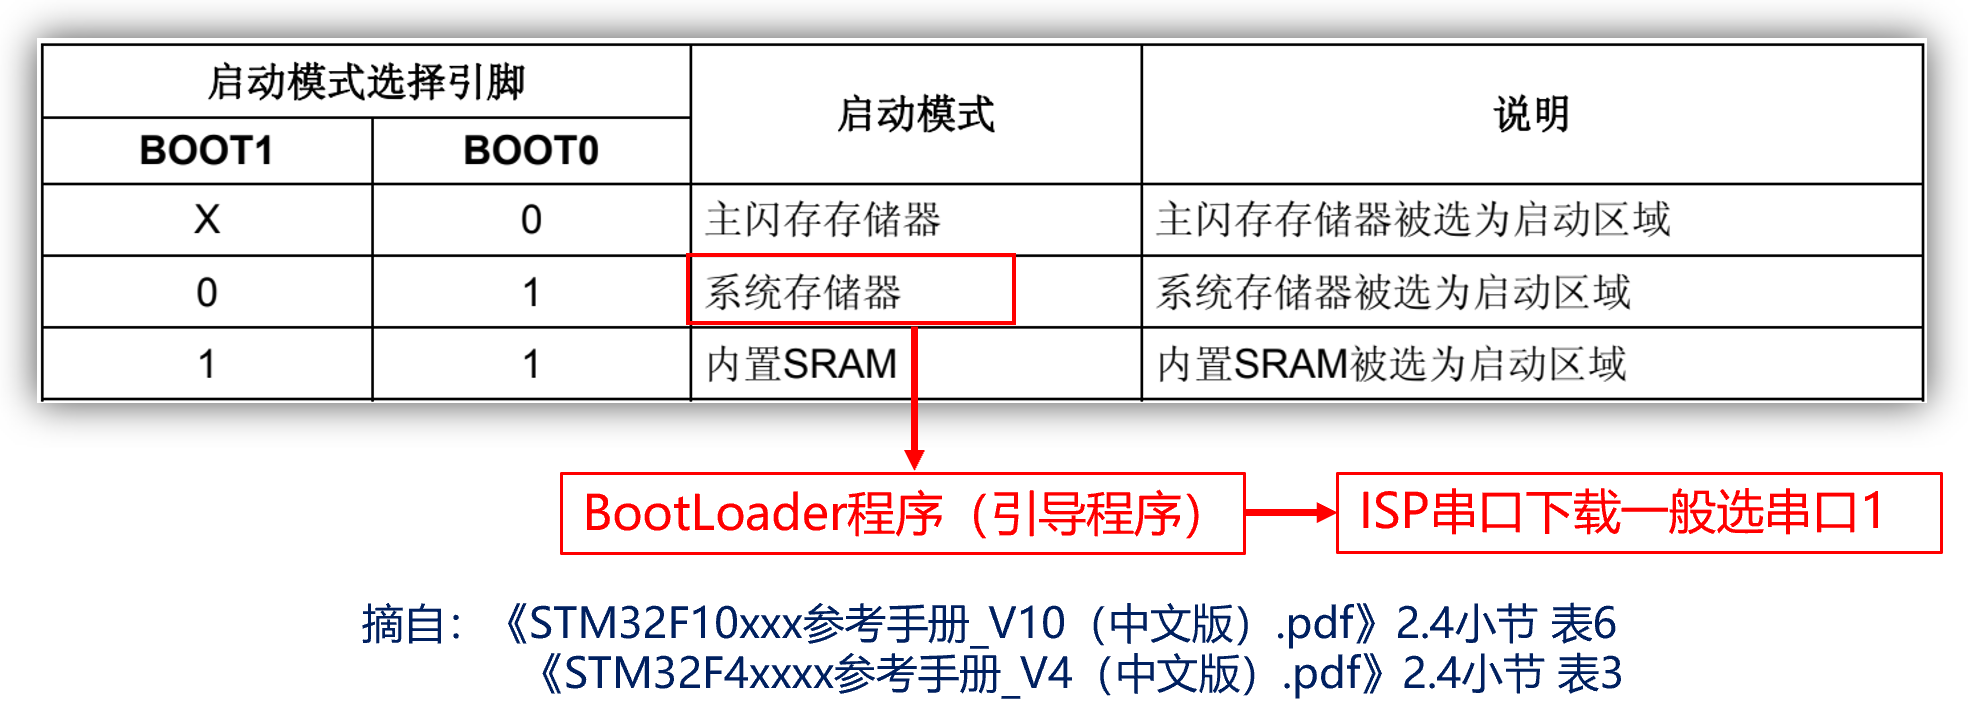 启动模式选择引脚 启动模式 说明
BOOT1 BOOT0
X 0 主闪存存储器 主闪存存储器被选为启动区域
0 1 系统存储器 系统存储器被选为启动区域
1 1 内置SRAM 内置SRAM被选为启动区域
BootLoader程序（引导程序） ISP串口下载一般选串口1
摘自：《STM32F10xxx参考手册_V10（中文版）.pdf》2.4小节 表6
《STM32F4xxxx参考手册_V4（中文版）.pdf》2.4小节 表3